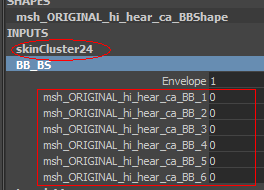 SHAPES
msh_ORIGINAL_hi_hear_ca_BBShape
INPUTS
skinCluster24
BB_BS
Envelope 1
msh_ORIGINAL_hi_hear_ca_BB_1 0
msh_ORIGINAL_hi_hear_ca_BB_2 0
msh_ORIGINAL_hi_hear_ca_BB_3 0
msh_ORIGINAL_hi_hear_ca_BB_4 0
msh_ORIGINAL_hi_hear_ca_BB_5 0
msh_ORIGINAL_hi_hear_ca_BB_6 0